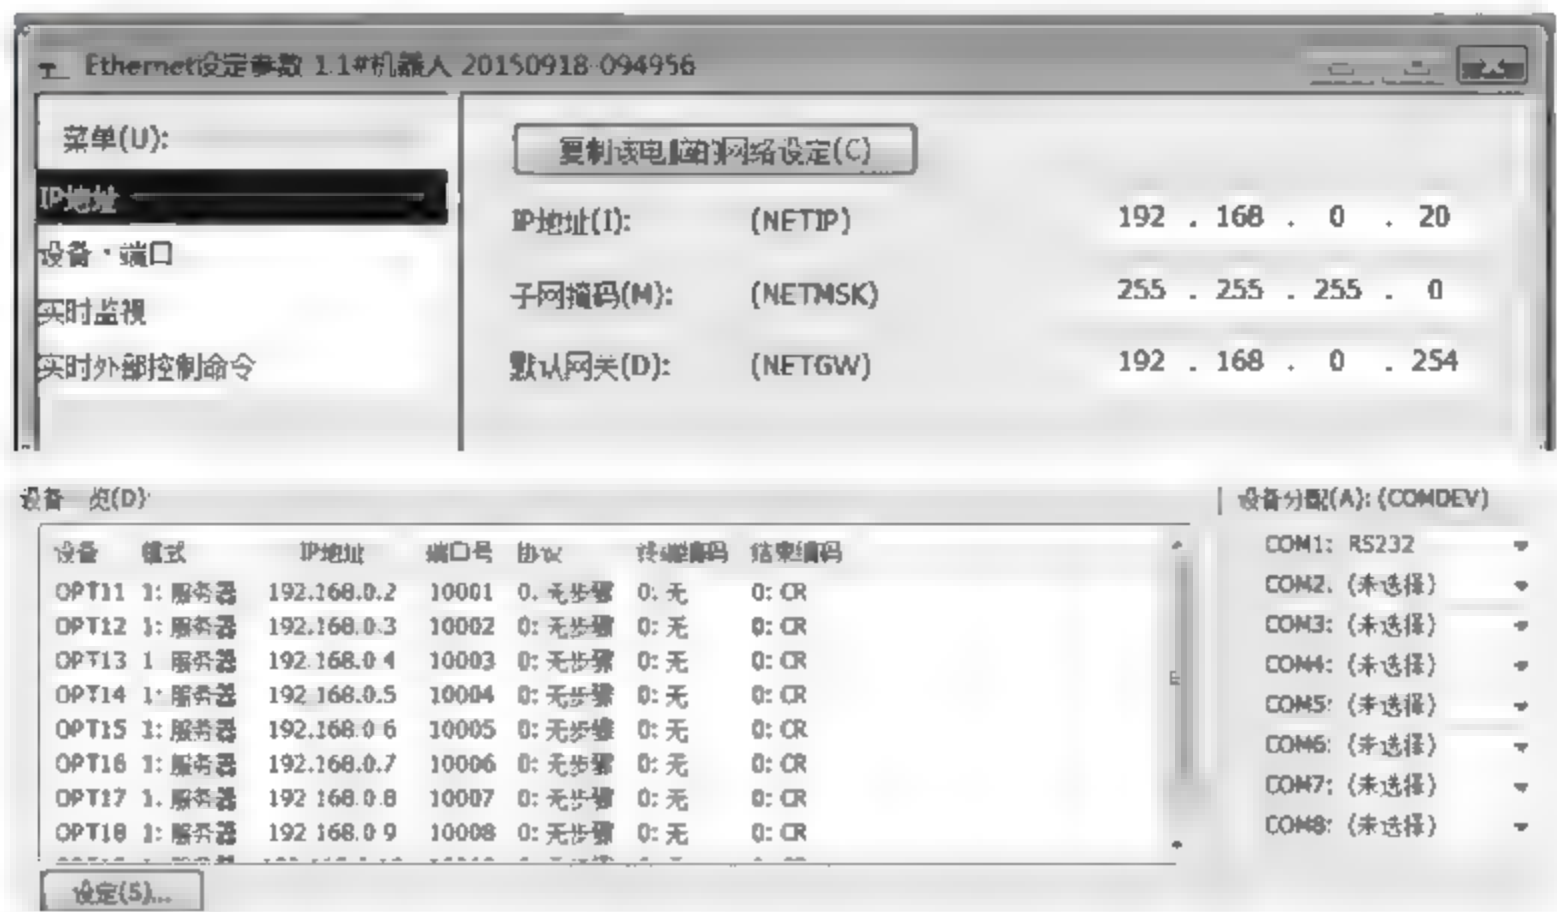 Ethernet设定参数 1.1#机器人 20150918-094956
菜单(U):
IP地址
设备·端口
实时监视
实时外部控制命令
复制该电脑的网络设定(C)
IP地址(I): (NETIP) 192 . 168 . 0 . 20
子网掩码(M): (NETMSK) 255 . 255 . 255 . 0
默认网关(D): (NETGW) 192 . 168 . 0 . 254
设备一览(D)
设备 模式 IP地址 端口号 协议 终端编码 结束编码
OPT11 1: 服务器 192.168.0.2 10001 0: 无步骤 0: 无 0: CR
OPT12 1: 服务器 192.168.0.3 10002 0: 无步骤 0: 无 0: CR
OPT13 1: 服务器 192.168.0.4 10003 0: 无步骤 0: 无 0: CR
OPT14 1: 服务器 192.168.0.5 10004 0: 无步骤 0: 无 0: CR
OPT15 1: 服务器 192.168.0.6 10005 0: 无步骤 0: 无 0: CR
OPT16 1: 服务器 192.168.0.7 10006 0: 无步骤 0: 无 0: CR
OPT17 1: 服务器 192.168.0.8 10007 0: 无步骤 0: 无 0: CR
OPT18 1: 服务器 192.168.0.9 10008 0: 无步骤 0: 无 0: CR
设定(S)...
设备分配(A): (COMDEV)
COM1: RS232
COM2: (未选择)
COM3: (未选择)
COM4: (未选择)
COM5: (未选择)
COM6: (未选择)
COM7: (未选择)
COM8: (未选择)